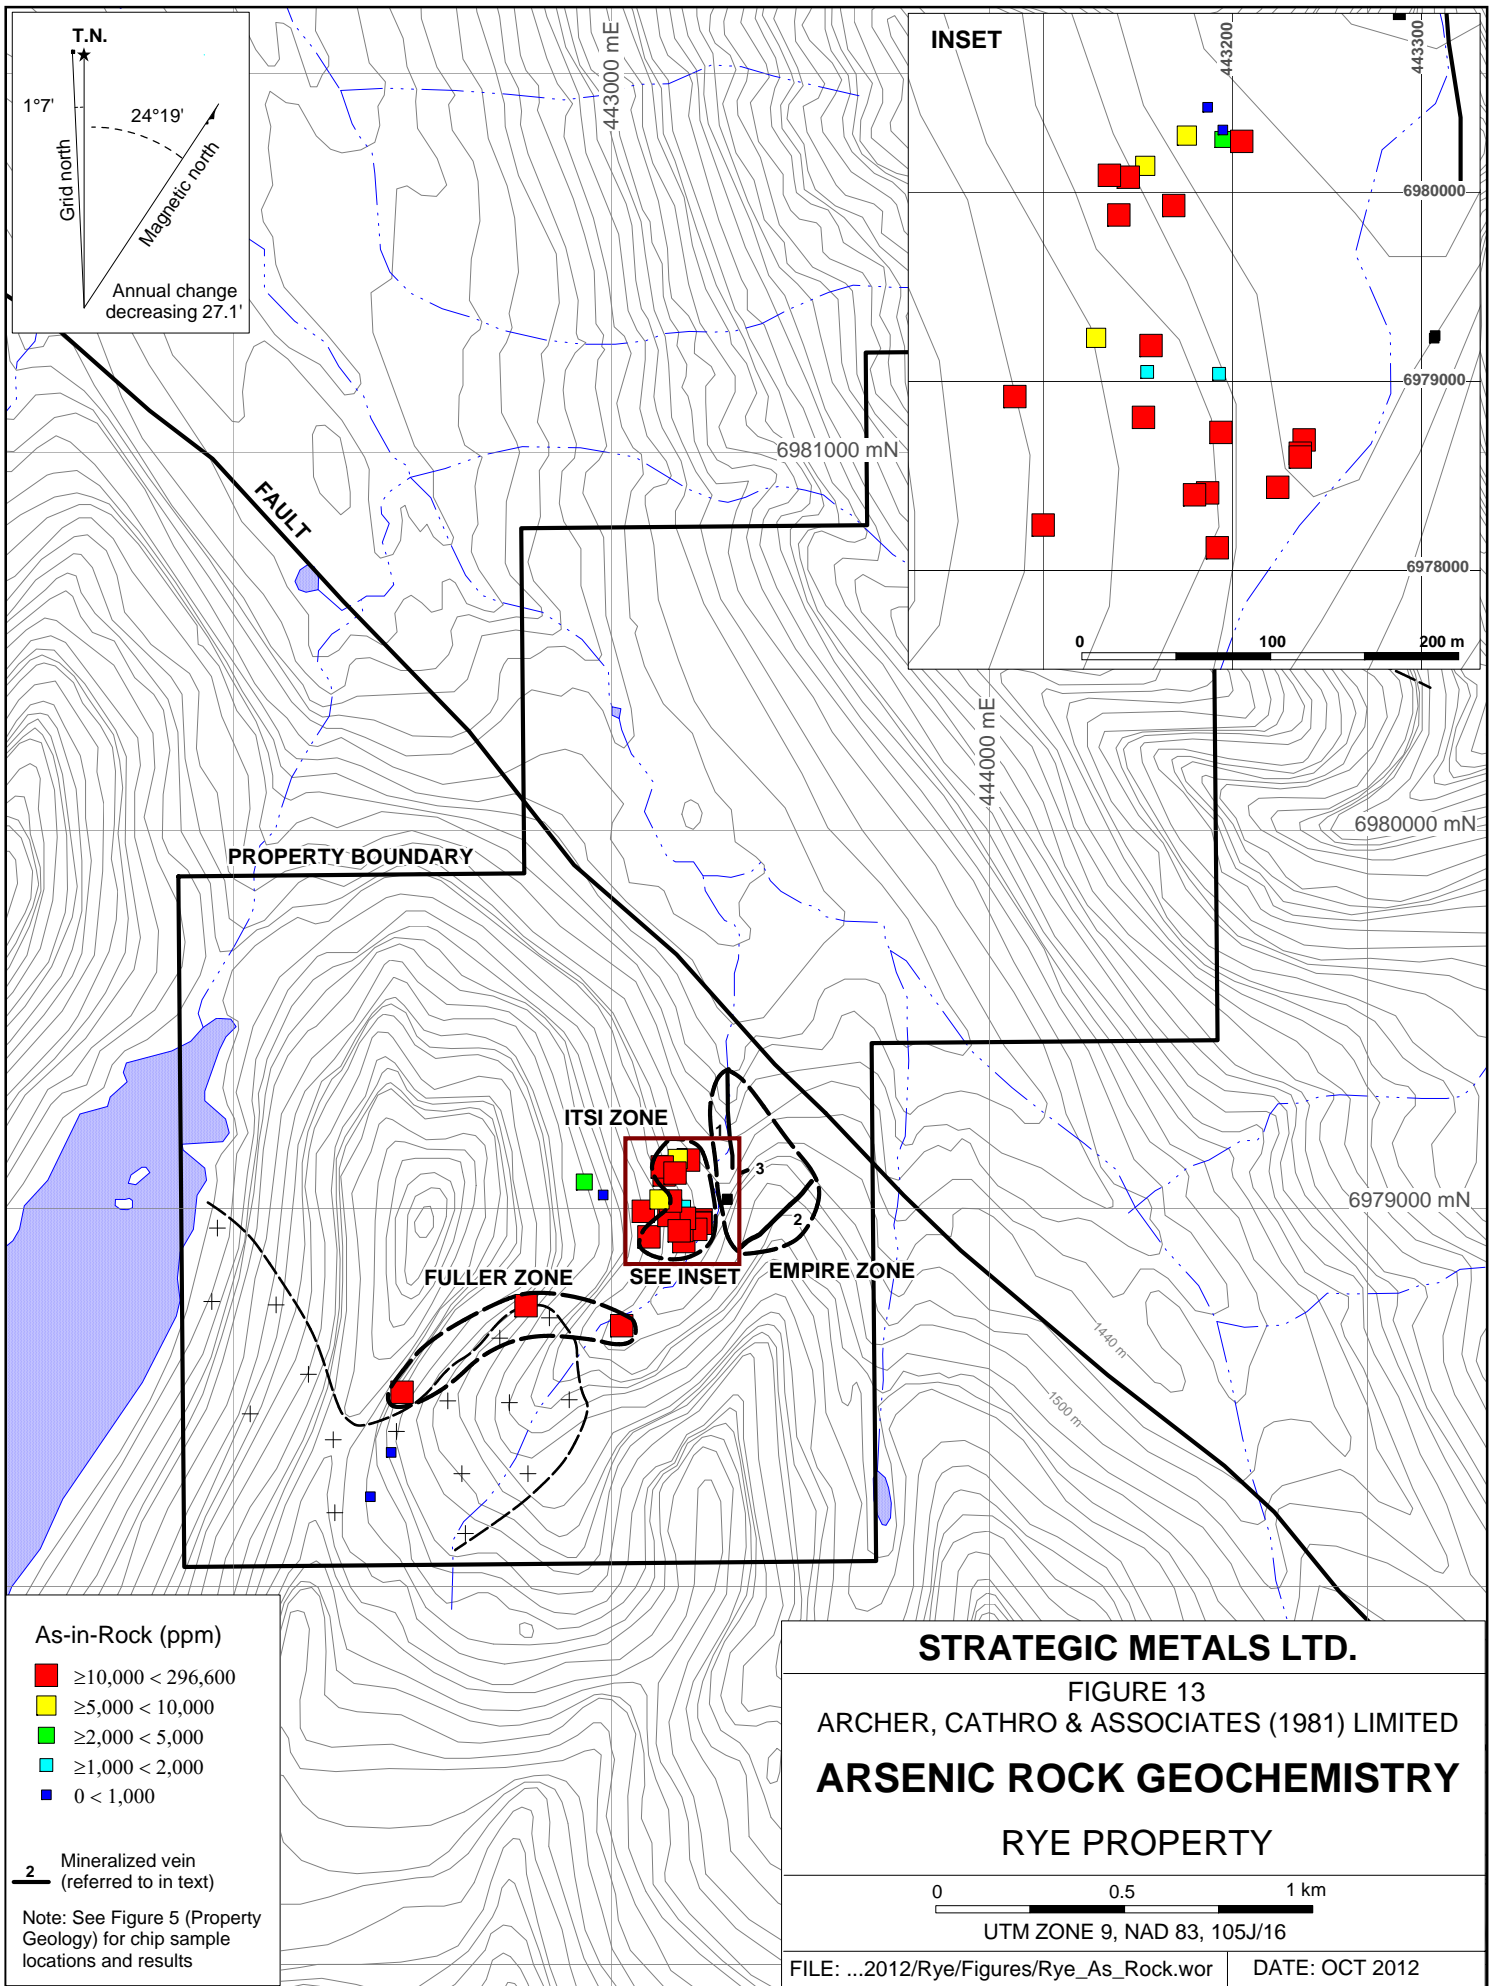 T.N.
1°7'
24°19'
Grid north
Magnetic north
Annual change
decreasing 27.1'
443000 mE
INSET
443200
443300
6980000
6979000
6978000
0 100 200 m
6981000 mN
FAULT
444000 mE
6980000 mN
PROPERTY BOUNDARY
ITSI ZONE
1
3
2
6979000 mN
FULLER ZONE
SEE INSET
EMPIRE ZONE
1440 m
1500 m
As-in-Rock (ppm)
≥10,000 < 296,600
≥5,000 < 10,000
≥2,000 < 5,000
≥1,000 < 2,000
0 < 1,000
2 Mineralized vein
(referred to in text)
Note: See Figure 5 (Property
Geology) for chip sample
locations and results
STRATEGIC METALS LTD.
FIGURE 13
ARCHER, CATHRO & ASSOCIATES (1981) LIMITED
ARSENIC ROCK GEOCHEMISTRY
RYE PROPERTY
0 0.5 1 km
UTM ZONE 9, NAD 83, 105J/16
FILE: ...2012/Rye/Figures/Rye_As_Rock.wor
DATE: OCT 2012